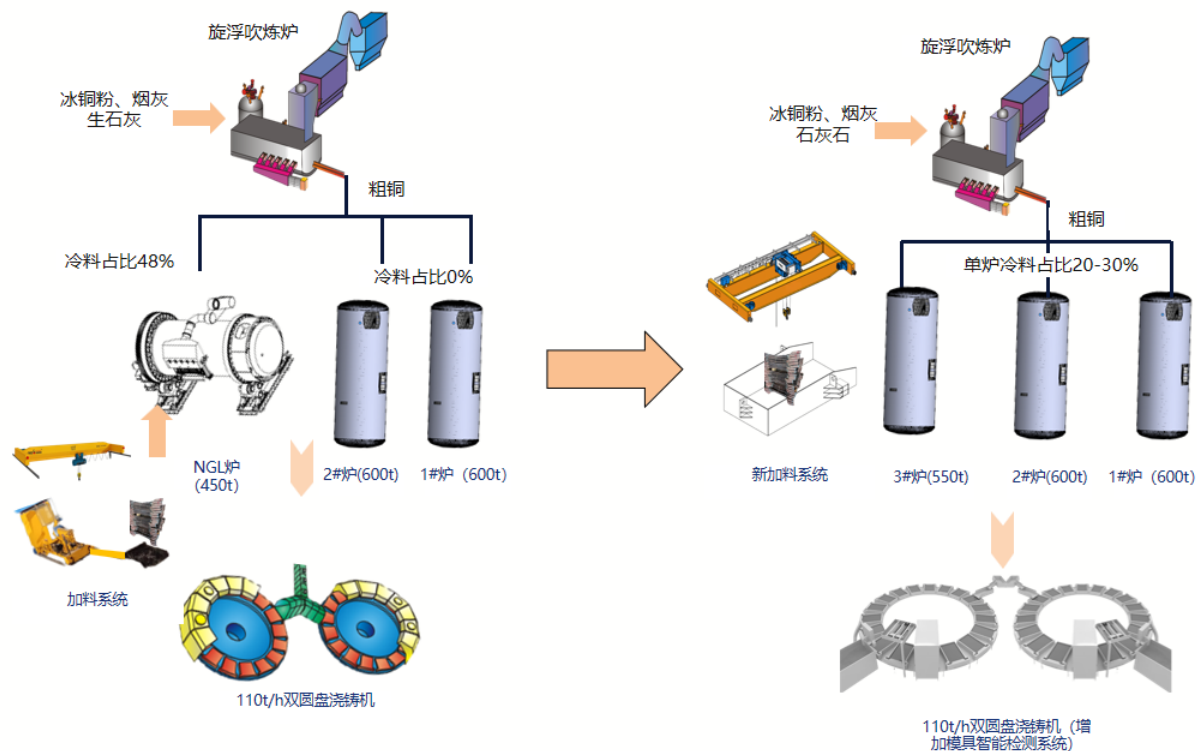 旋浮吹炼炉
冰铜粉、烟灰
生石灰
粗铜
冷料占比48%
冷料占比0%
NGL炉
（450t）
2#炉(600t)
1#炉（600t）
加料系统
110t/h双圆盘浇铸机
旋浮吹炼炉
冰铜粉、烟灰
石灰石
粗铜
单炉冷料占比20-30%
新加料系统
3#炉(550t)
2#炉(600t)
1#炉（600t）
110t/h双圆盘浇铸机（增
加模具智能检测系统）